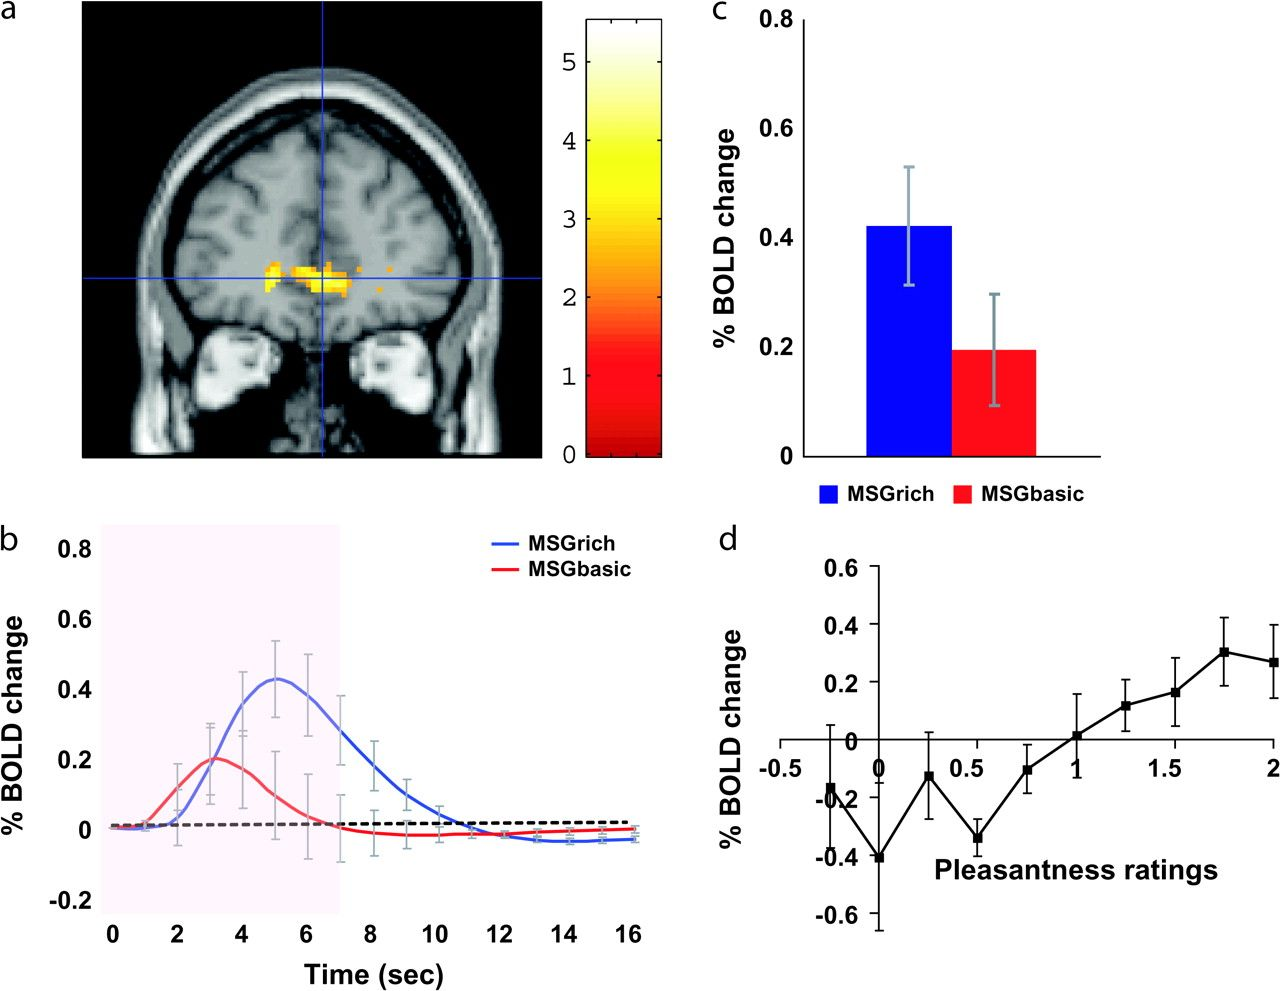 a
5
4
3
2
1
0
c
% BOLD change
0.8
0.6
0.4
0.2
0
MSGrich MSGbasic
b
% BOLD change
0.8
0.6
0.4
0.2
0
-0.2
MSGrich
MSGbasic
0 2 4 6 8 10 12 14 16
Time (sec)
d
% BOLD change
0.6
0.4
0.2
0
-0.5 0 0.5 1 1.5 2
-0.2
-0.4
Pleasantness ratings
-0.6